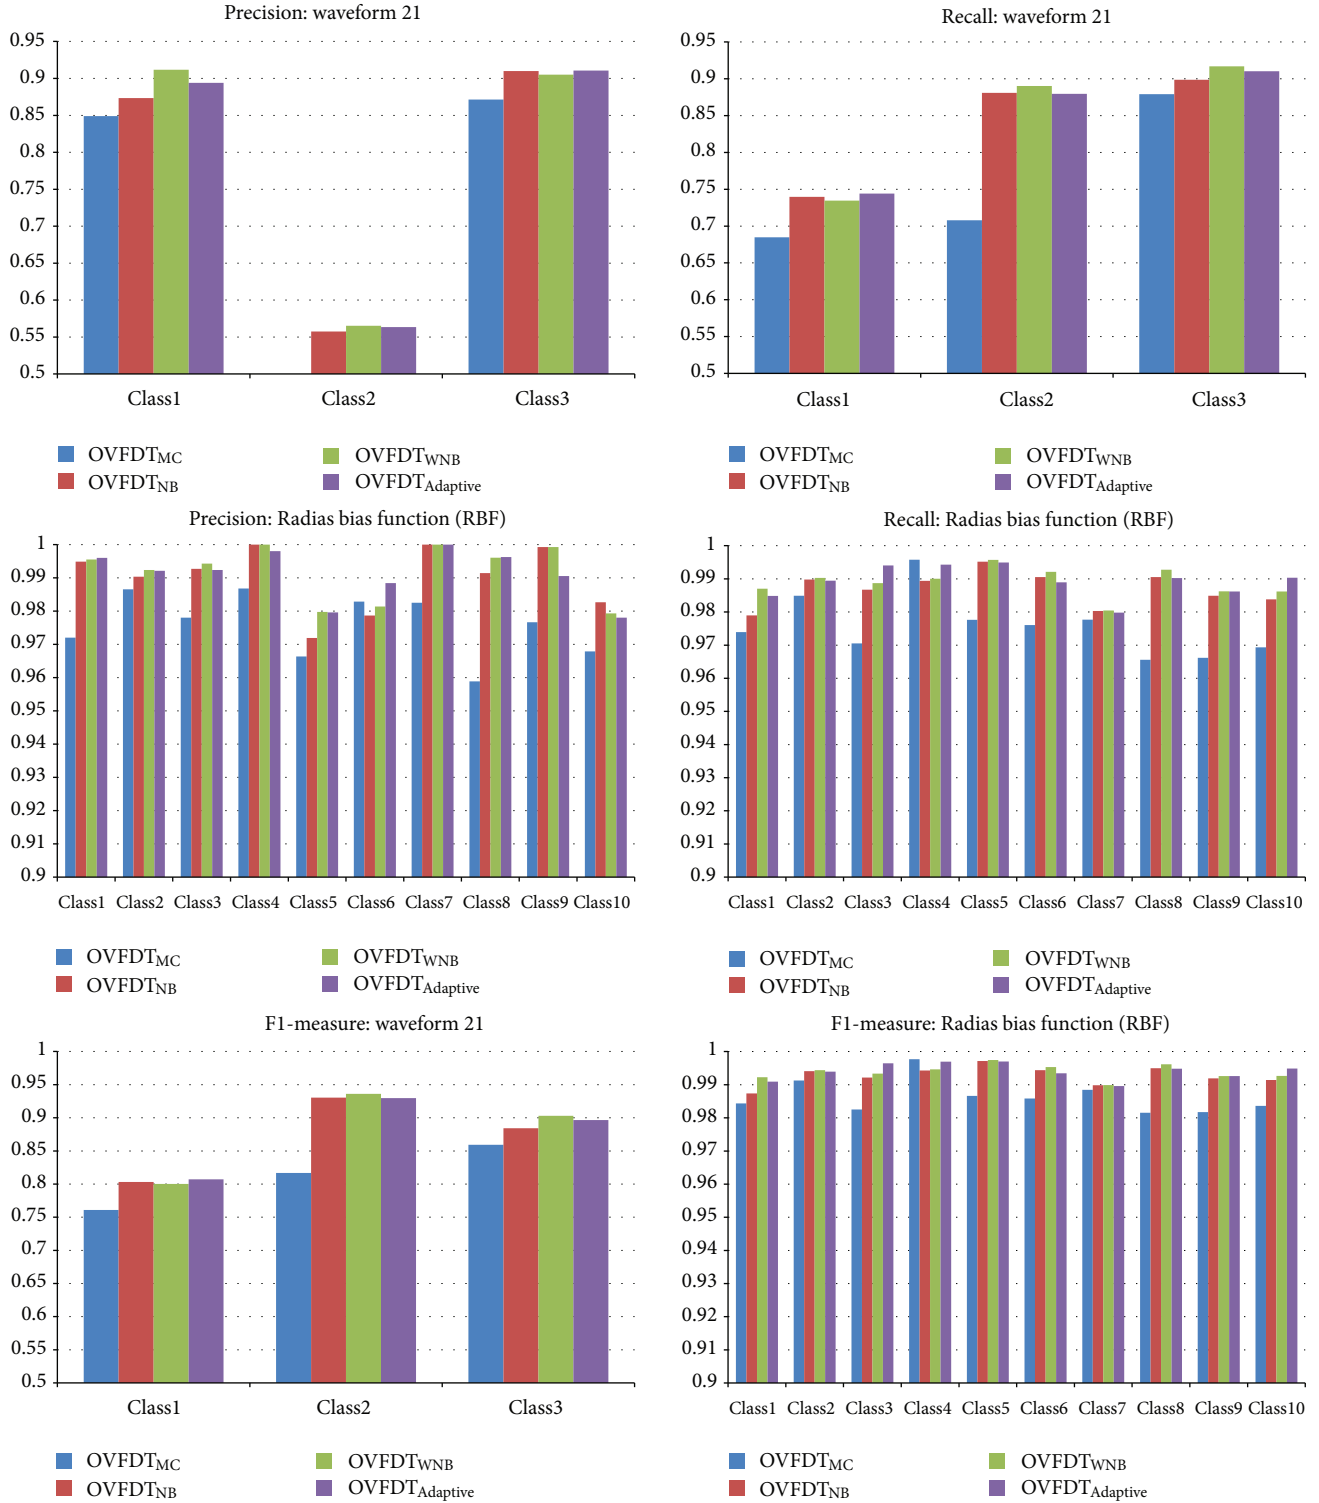 Precision: waveform 21
0.95
0.9
0.85
0.8
0.75
0.7
0.65
0.6
0.55
0.5
Class1 Class2 Class3
OVFDTMC OVFDTWNB
OVFDTNB OVFDTAdaptive
Recall: waveform 21
0.95
0.9
0.85
0.8
0.75
0.7
0.65
0.6
0.55
0.5
Class1 Class2 Class3
OVFDTMC OVFDTWNB
OVFDTNB OVFDTAdaptive
Precision: Radias bias function (RBF)
1
0.99
0.98
0.97
0.96
0.95
0.94
0.93
0.92
0.91
0.9
Class1 Class2 Class3 Class4 Class5 Class6 Class7 Class8 Class9 Class10
OVFDTMC OVFDTWNB
OVFDTNB OVFDTAdaptive
Recall: Radias bias function (RBF)
1
0.99
0.98
0.97
0.96
0.95
0.94
0.93
0.92
0.91
0.9
Class1 Class2 Class3 Class4 Class5 Class6 Class7 Class8 Class9 Class10
OVFDTMC OVFDTWNB
OVFDTNB OVFDTAdaptive
F1-measure: waveform 21
1
0.95
0.9
0.85
0.8
0.75
0.7
0.65
0.6
0.55
0.5
Class1 Class2 Class3
OVFDTMC OVFDTWNB
OVFDTNB OVFDTAdaptive
F1-measure: Radias bias function (RBF)
1
0.99
0.98
0.97
0.96
0.95
0.94
0.93
0.92
0.91
0.9
Class1 Class2 Class3 Class4 Class5 Class6 Class7 Class8 Class9 Class10
OVFDTMC OVFDTWNB
OVFDTNB OVFDTAdaptive